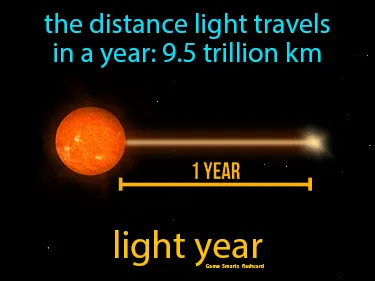 the distance light travels
in a year: 9.5 trillion km
1 YEAR
light year
Game Smartz flashcard